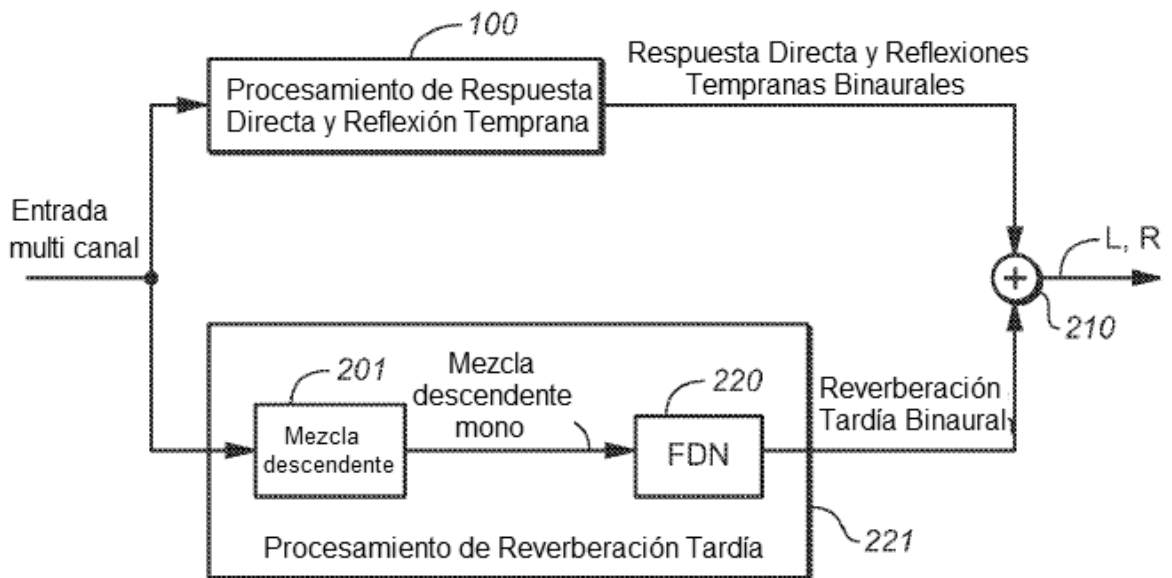 100
Procesamiento de Respuesta
Directa y Reflexión Temprana
Respuesta Directa y Reflexiones
Tempranas Binaurales
Entrada
multi canal
L, R
210
201
Mezcla
descendente
Mezcla
descendente
mono
220
FDN
Reverberación
Tardía Binaural
Procesamiento de Reverberación Tardía
221